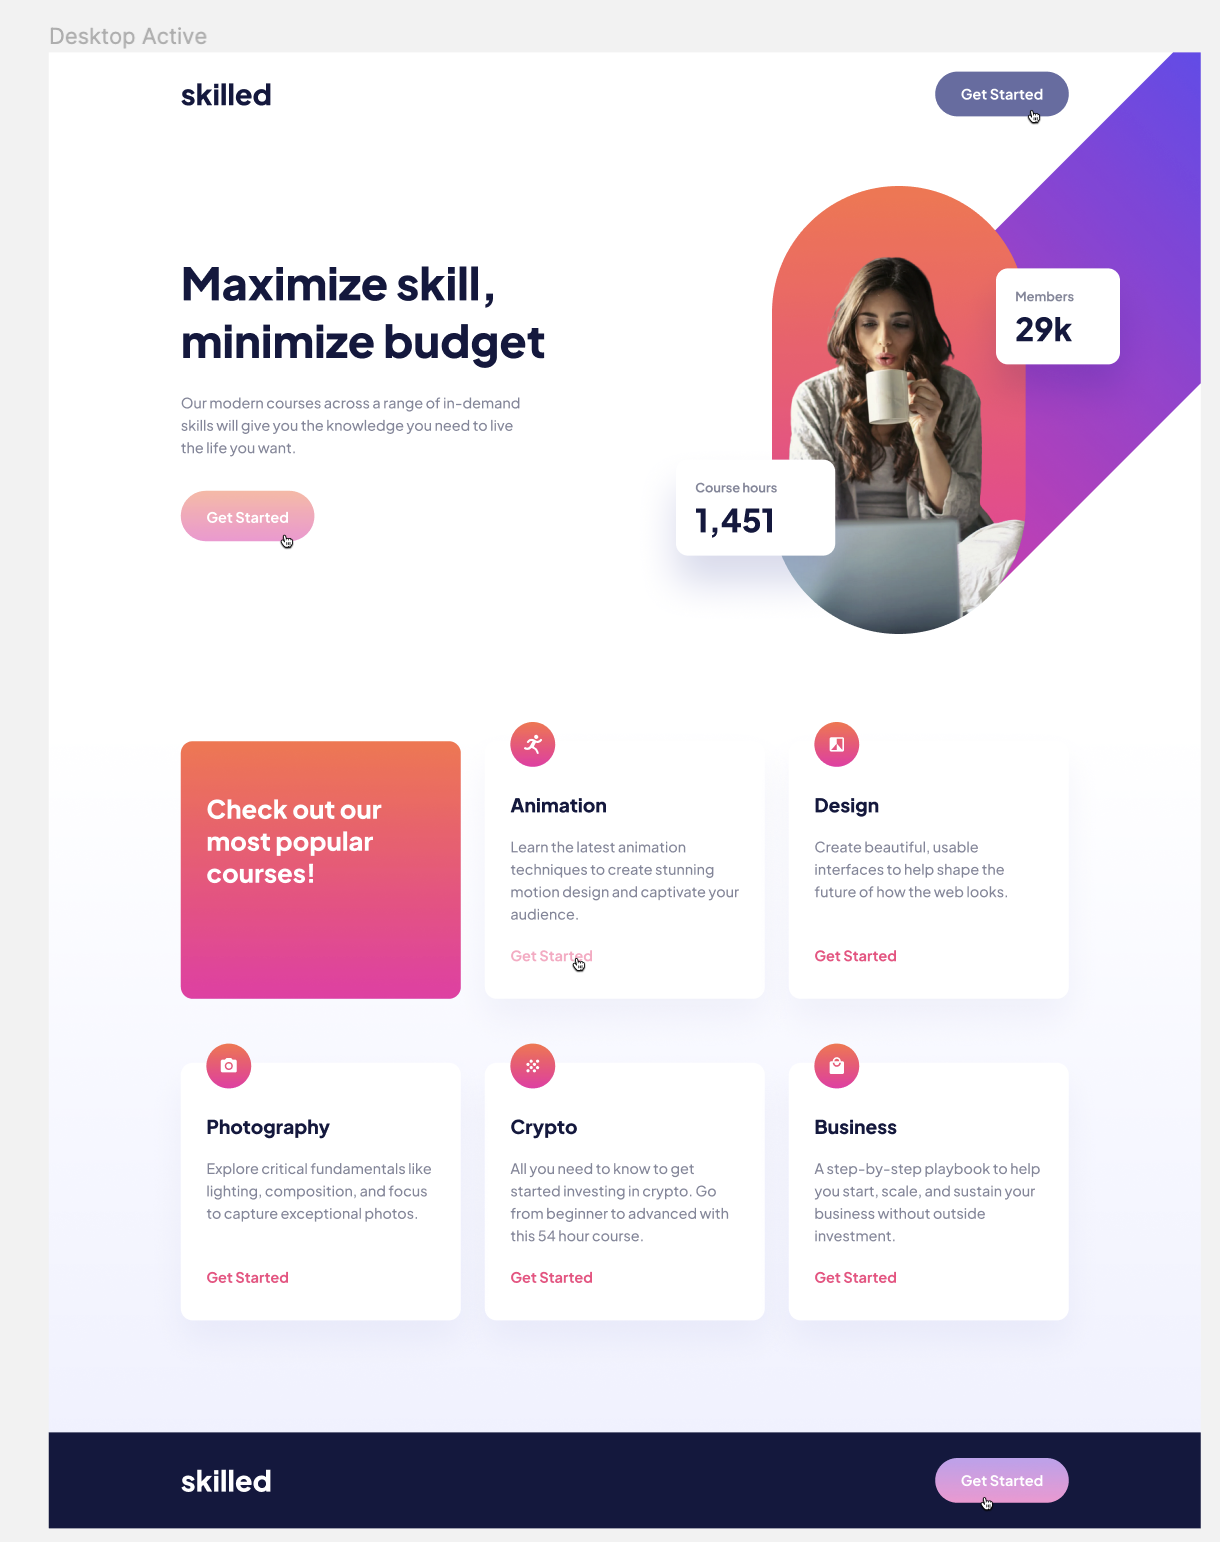 Desktop Active
skilled
Get Started
Maximize skill,
minimize budget
Our modern courses across a range of in-demand
skills will give you the knowledge you need to live
the life you want.
Get Started
Members
29k
Course hours
1,451
Check out our
most popular
courses!
Animation
Learn the latest animation
techniques to create stunning
motion design and captivate your
audience.
Get Started
Design
Create beautiful, usable
interfaces to help shape the
future of how the web looks.
Get Started
Photography
Explore critical fundamentals like
lighting, composition, and focus
to capture exceptional photos.
Get Started
Crypto
All you need to know to get
started investing in crypto. Go
from beginner to advanced with
this 54 hour course.
Get Started
Business
A step-by-step playbook to help
you start, scale, and sustain your
business without outside
investment.
Get Started
skilled
Get Started